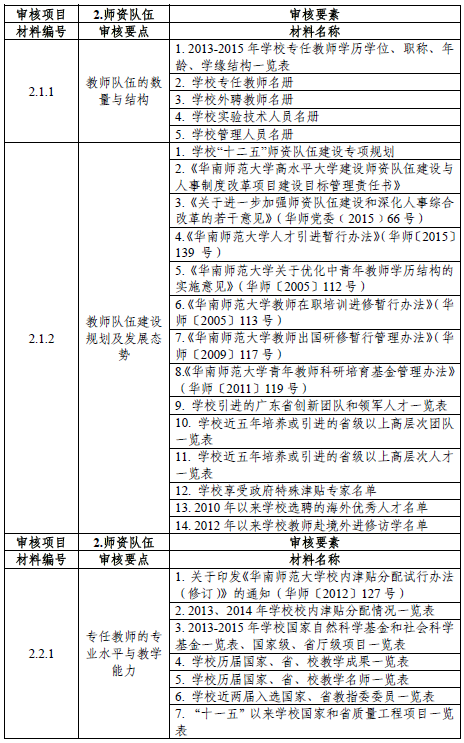 审核项目 2.师资队伍 审核要素
材料编号 审核要点 材料名称
2.1.1
教师队伍的数
量与结构
1. 2013-2015 年学校专任教师学历学位、职称、年
龄、学缘结构一览表
2. 学校专任教师名册
3. 学校外聘教师名册
4. 学校实验技术人员名册
5. 学校管理人员名册
2.1.2
教师队伍建设
规划及发展态
势
1. 学校“十二五”师资队伍建设专项规划
2.《华南师范大学高水平大学建设师资队伍建设与
人事制度改革项目建设目标管理责任书》
3.《关于进一步加强师资队伍建设和深化人事综合
改革的若干意见》（华师党委﹝2015﹞66 号）
4.《华南师范大学人才引进暂行办法》（华师〔2015〕
139 号）
5.《华南师范大学关于优化中青年教师学历结构的
实施意见》（华师〔2005〕112 号）
6.《华南师范大学教师在职培训进修暂行办法》（华
师〔2005〕113 号）
7.《华南师范大学教师出国研修暂行管理办法》（华
师〔2009〕117 号）
8.《华南师范大学青年教师科研培育基金管理办法》
（华师〔2011〕119 号）
9. 学校引进的广东省创新团队和领军人才一览表
10. 学校近五年培养或引进的省级以上高层次团队
一览表
11. 学校近五年培养或引进的省级以上高层次人才
一览表
12. 学校享受政府特殊津贴专家名单
13. 2010 年以来学校选聘的海外优秀人才名单
14. 2012 年以来学校教师赴境外进修访学名单
审核项目 2.师资队伍 审核要素
材料编号 审核要点 材料名称
2.2.1
专任教师的专
业水平与教学
能力
1. 关于印发《华南师范大学校内津贴分配试行办法
（修订）》的通知（华师〔2012〕127 号）
2. 2013、2014 年学校校内津贴分配情况一览表
3. 2013-2015 年学校国家自然科学基金和社会科学
基金一览表、国家级、省厅级项目一览表
4. 学校历届国家、省、校教学成果一览表
5. 学校历届国家、省、校教学名师一览表
6. 学校近两届入选国家、省教指委委员一览表
7. “十一五”以来学校国家和省质量工程项目一览
表